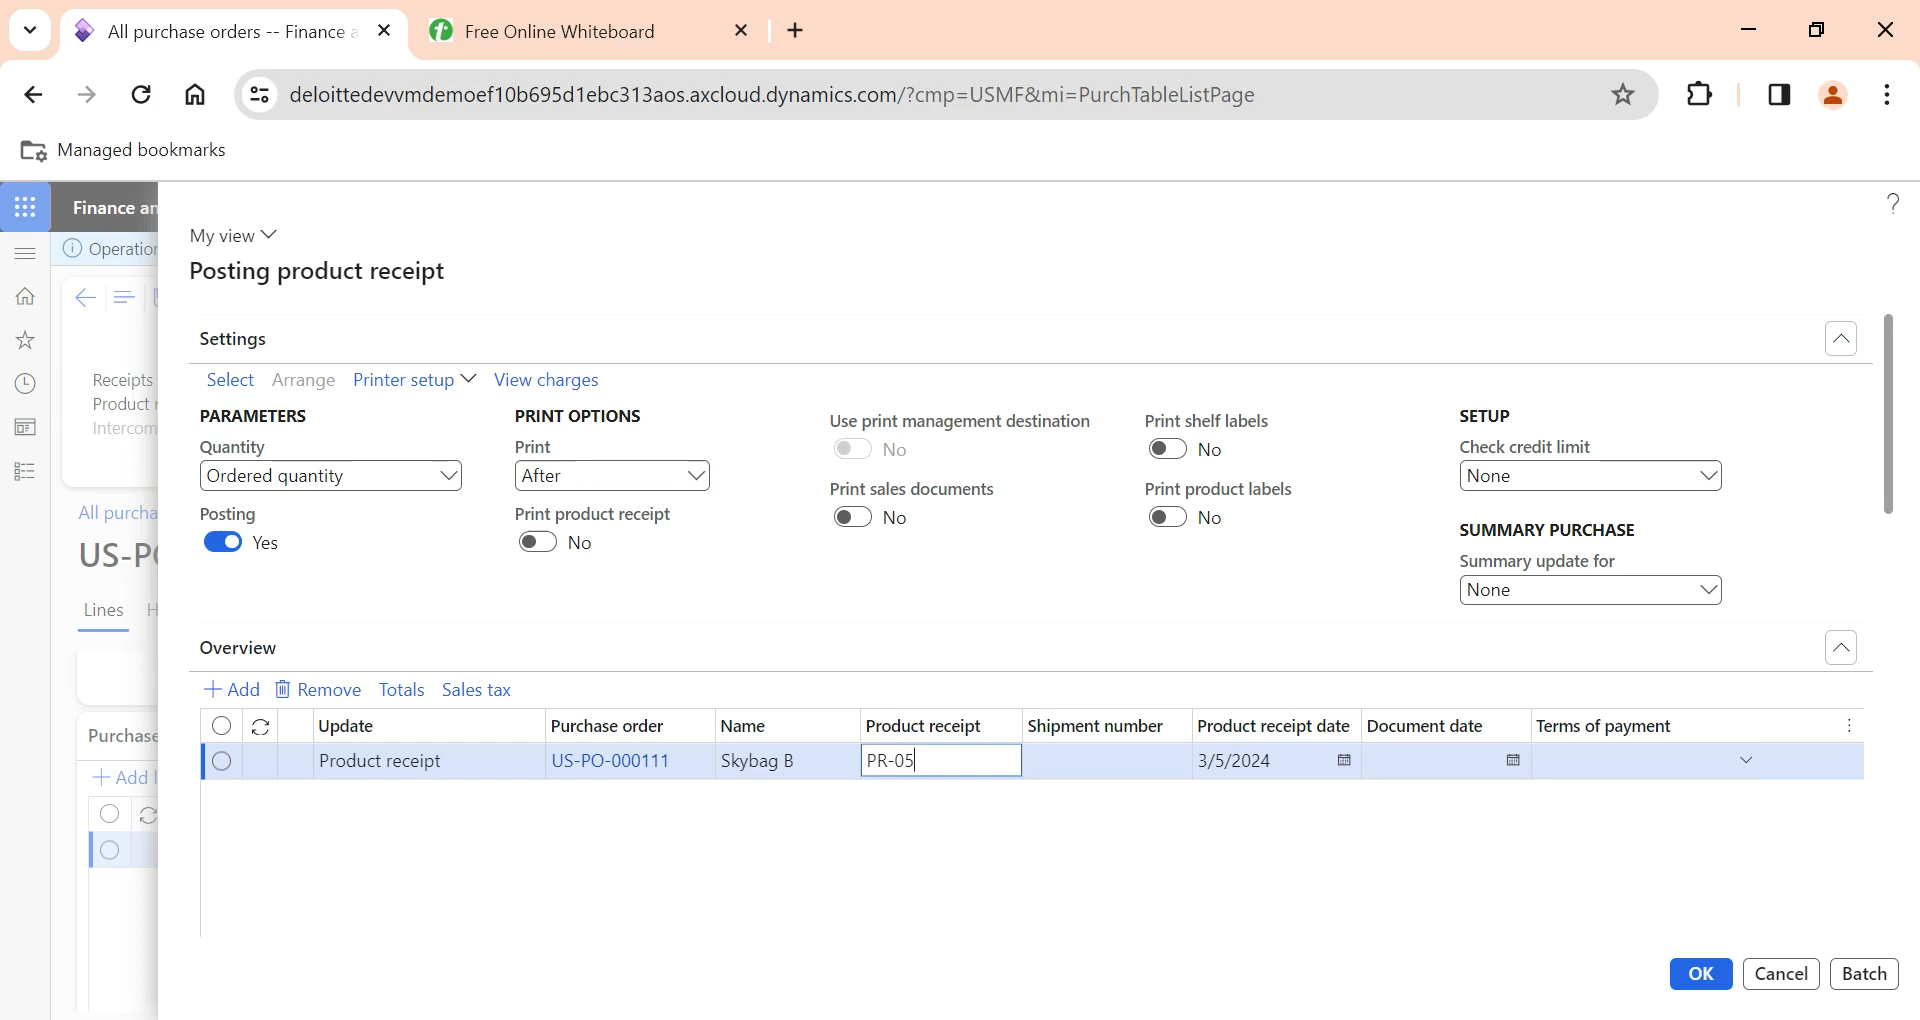 All purchase orders -- Finance a
Free Online Whiteboard
deloittedevvmdemoef10b695d1ebc313aos.axcloud.dynamics.com/?cmp=USMF&mi=PurchTableListPage
Managed bookmarks
Finance an
?
Operation
My view
Posting product receipt
Settings
Select Arrange Printer setup View charges
Receipts
Product r
Intercom
PARAMETERS PRINT OPTIONS Use print management destination Print shelf labels SETUP
Quantity Print No No Check credit limit
Ordered quantity After None
Print sales documents Print product labels
Posting Print product receipt No No SUMMARY PURCHASE
Yes No Summary update for
None
All purcha
US-PO
Lines H
Overview
+ Add Remove Totals Sales tax
Update Purchase order Name Product receipt Shipment number Product receipt date Document date Terms of payment
Product receipt US-PO-000111 Skybag B PR-05 3/5/2024
Purchase
+ Add l
OK Cancel Batch